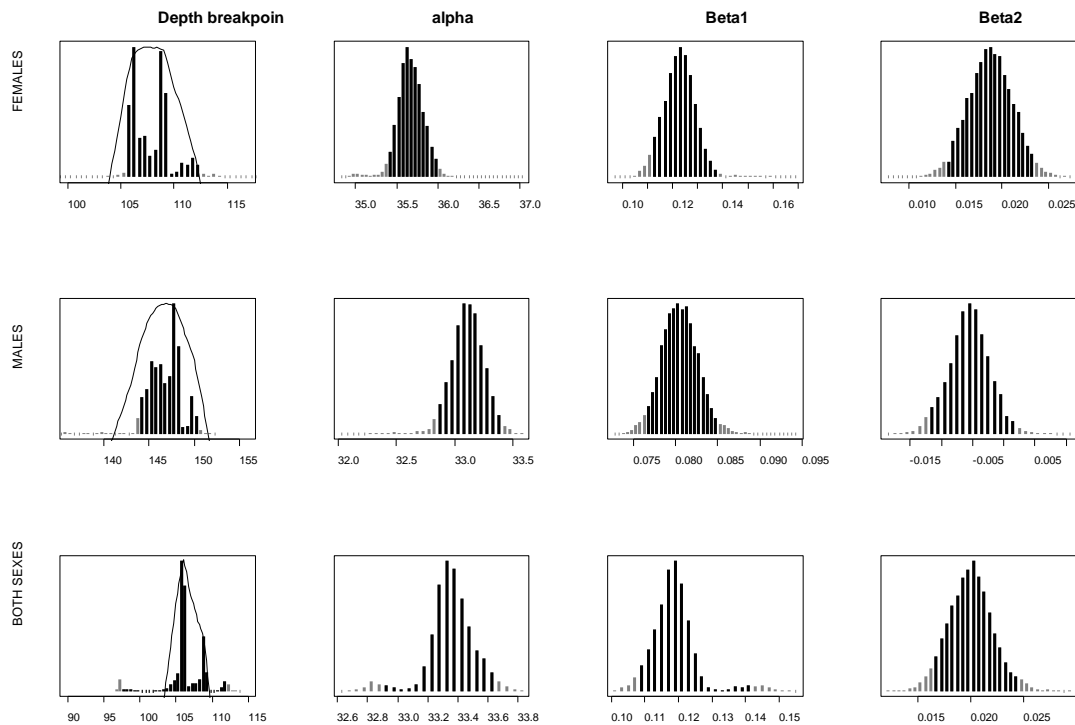 Depth breakpoin alpha Beta1 Beta2
FEMALES
100 105 110 115 35.0 35.5 36.0 36.5 37.0 0.10 0.12 0.14 0.16 0.010 0.015 0.020 0.025
MALES
140 145 150 155 32.0 32.5 33.0 33.5 0.075 0.080 0.085 0.090 0.095 -0.015 -0.005 0.005
BOTH SEXES
90 95 100 105 110 115 32.6 32.8 33.0 33.2 33.4 33.6 33.8 0.10 0.11 0.12 0.13 0.14 0.15 0.015 0.020 0.025